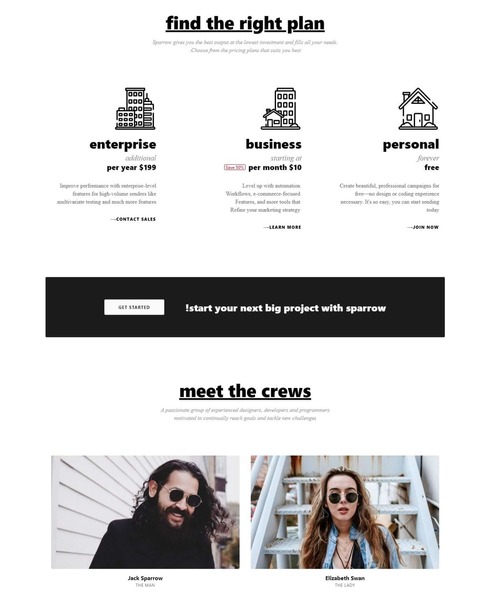 find the right plan
Sparrow gives you the best output at the lowest investment and fills all your needs.
.Choose from the pricing plans that suits you best
enterprise
additional
per year $199
Improve performance with enterprise-level
features for high-volume senders like
multivariate testing and much more features
—CONTACT SALES
business
starting at
Save 50% per month $10
Level up with automation
Workflows, e-commerce-focused
Features, and more tools that
Refine your marketing strategy
—LEARN MORE
personal
forever
free
Create beautiful, professional campaigns for
free—no design or coding experience
necessary. It's so easy, you can start sending
today
—JOIN NOW
GET STARTED
!start your next big project with sparrow
meet the crews
A passionate group of experienced designers, developers and programmers
motivated to continually reach goals and tackle new challenges
Jack Sparrow
THE MAN
Elizabeth Swan
THE LADY